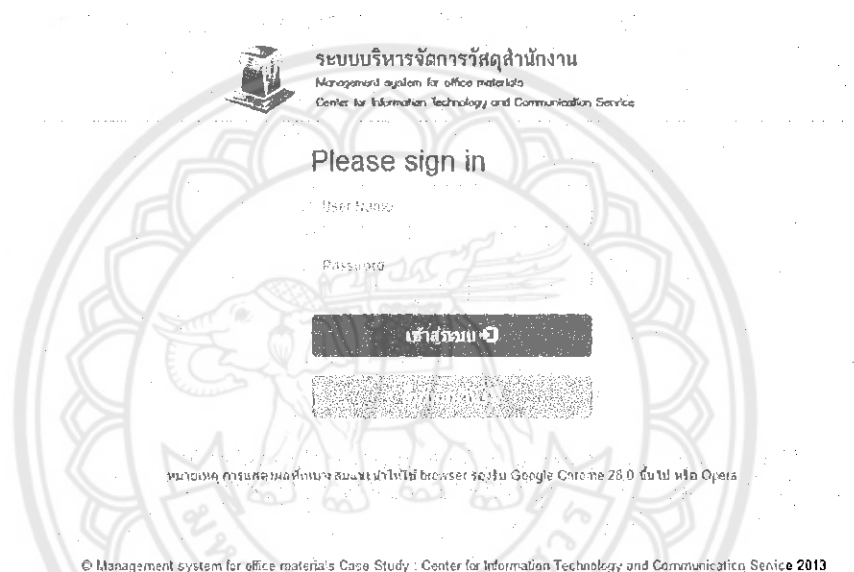 ระบบบริหารจัดการวัสดุสำนักงาน
Management system for office materials
Center for Information Technology and Communication Service
Please sign in
User Name
Password
เข้าสู่ระบบ
หมายเหตุ การแสดงผลที่เหมาะสมแนะนำให้ใช้ browser รองรับ Google Chrome 28.0 ขึ้นไป หรือ Opera
© Management system for office materials Case Study : Center for Information Technology and Communication Service 2013